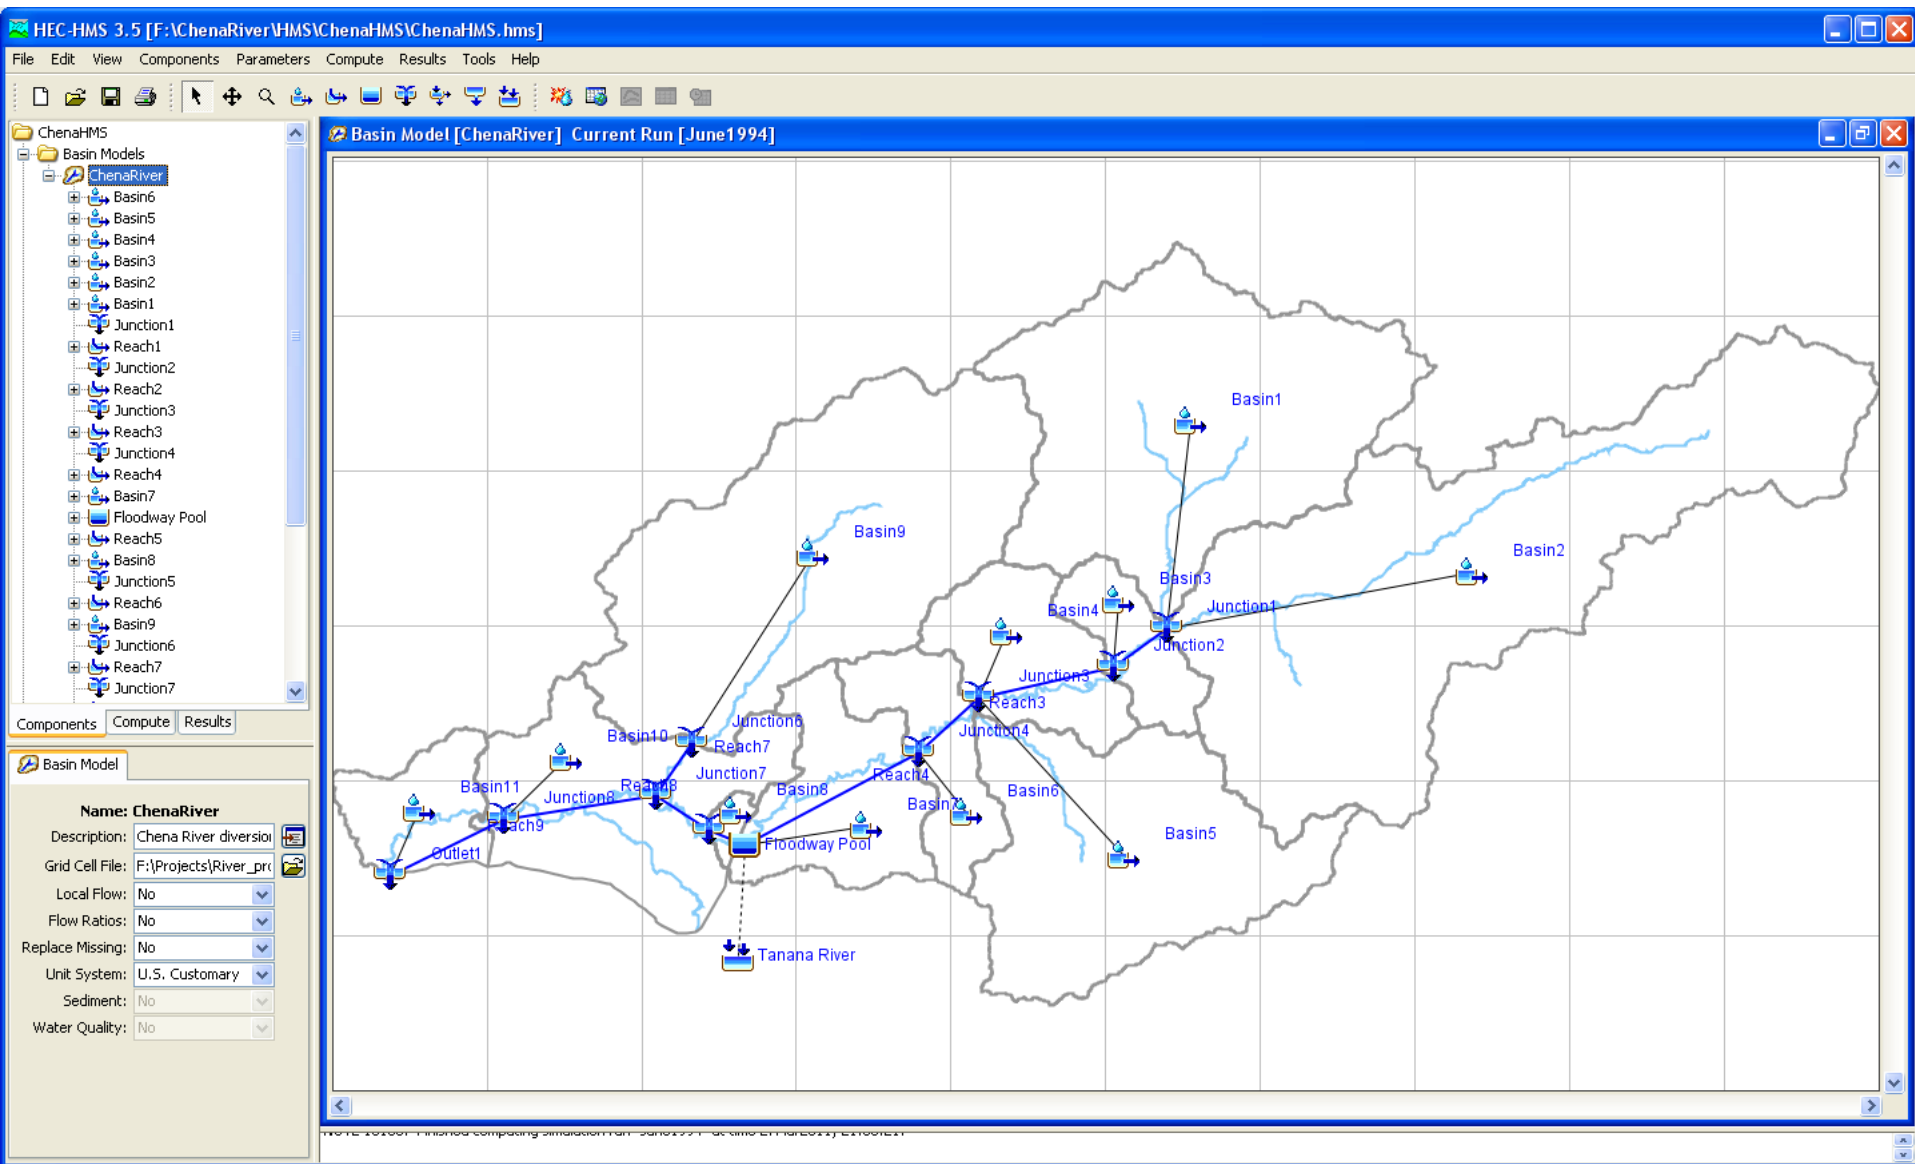 HEC-HMS 3.5 [F:\ChenaRiver\HMS\ChenaHMS\ChenaHMS.hms]
File Edit View Components Parameters Compute Results Tools Help
ChenaHMS
Basin Models
ChenaRiver
Basin6
Basin5
Basin4
Basin3
Basin2
Basin1
Junction1
Reach1
Junction2
Reach2
Junction3
Reach3
Junction4
Reach4
Basin7
Floodway Pool
Reach5
Basin8
Junction5
Reach6
Basin9
Junction6
Reach7
Junction7
Components Compute Results
Basin Model
Name: ChenaRiver
Description: Chena River diversion
Grid Cell File: F:\Projects\River_pro
Local Flow: No
Flow Ratios: No
Replace Missing: No
Unit System: U.S. Customary
Sediment: No
Water Quality: No
Basin Model [ChenaRiver] Current Run [June1994]
Basin1
Basin9
Basin2
Basin3
Basin4
Junction1
Junction2
Junction3
Reach3
Junction4
Junction6
Basin10
Reach7
Junction7
Reach4
Reach8
Basin11
Junction8
Basin8
Basin6
Basin7
Reach9
Basin5
Floodway Pool
Outlet1
Tanana River